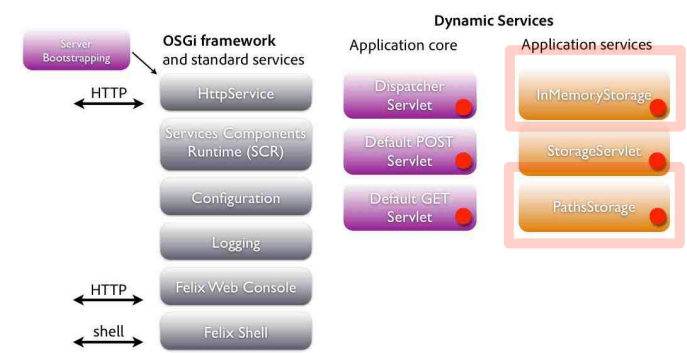 Dynamic Services
Server
Bootstrapping
OSGi framework
and standard services
Application core
Application services
HTTP
HttpService
Dispatcher
Servlet
InMemoryStorage
Services Components
Runtime (SCR)
Default POST
Servlet
StorageServlet
Configuration
Default GET
Servlet
PathsStorage
Logging
HTTP
Felix Web Console
shell
Felix Shell